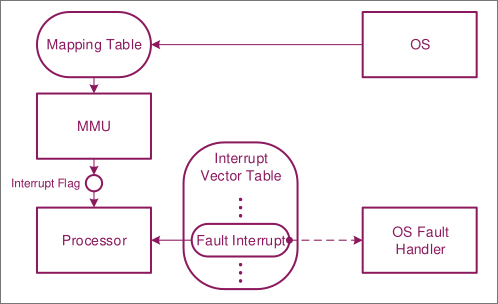 Mapping Table
OS
MMU
Interrupt Flag
Interrupt
Vector Table
Processor
Fault Interrupt
OS Fault
Handler